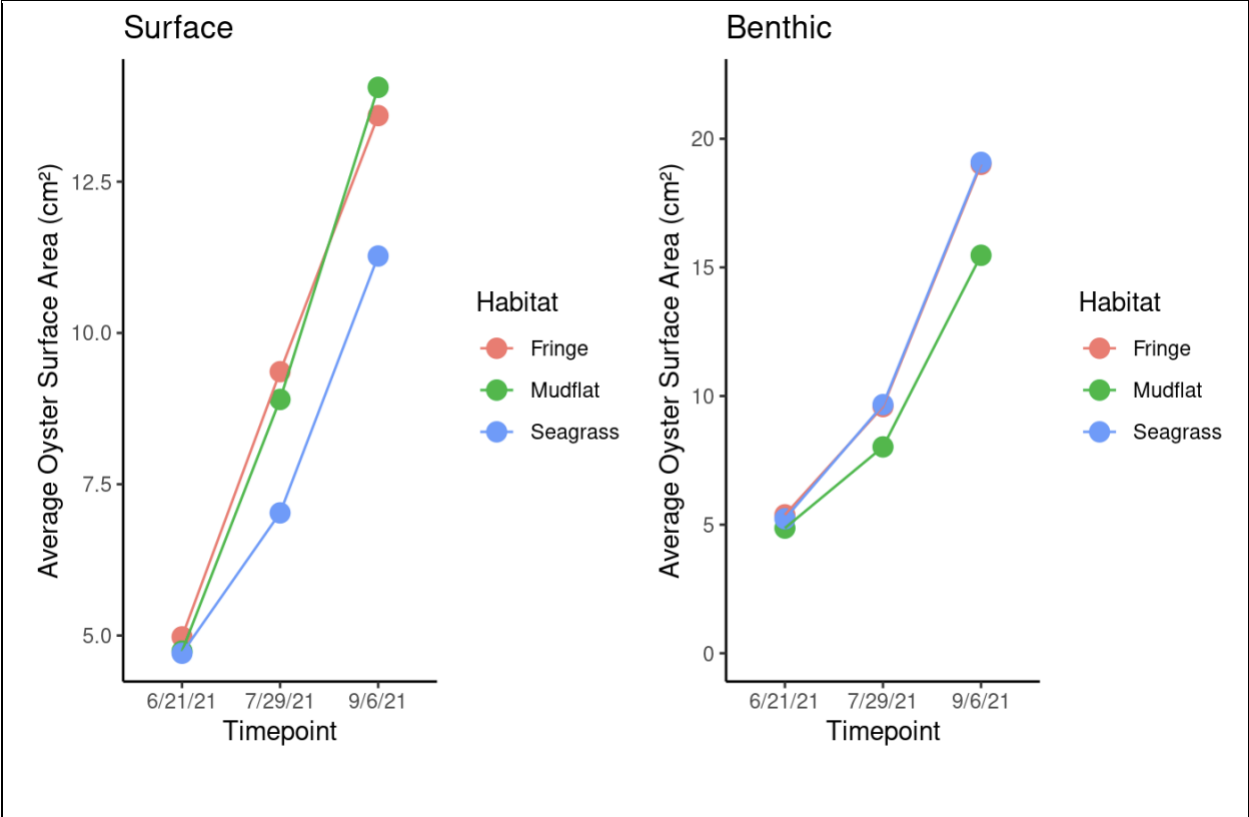 Surface
Average Oyster Surface Area (cm²)
12.5
10.0
7.5
5.0
6/21/21 7/29/21 9/6/21
Timepoint
Habitat
Fringe
Mudflat
Seagrass
Benthic
Average Oyster Surface Area (cm²)
20
15
10
5
0
6/21/21 7/29/21 9/6/21
Timepoint
Habitat
Fringe
Mudflat
Seagrass